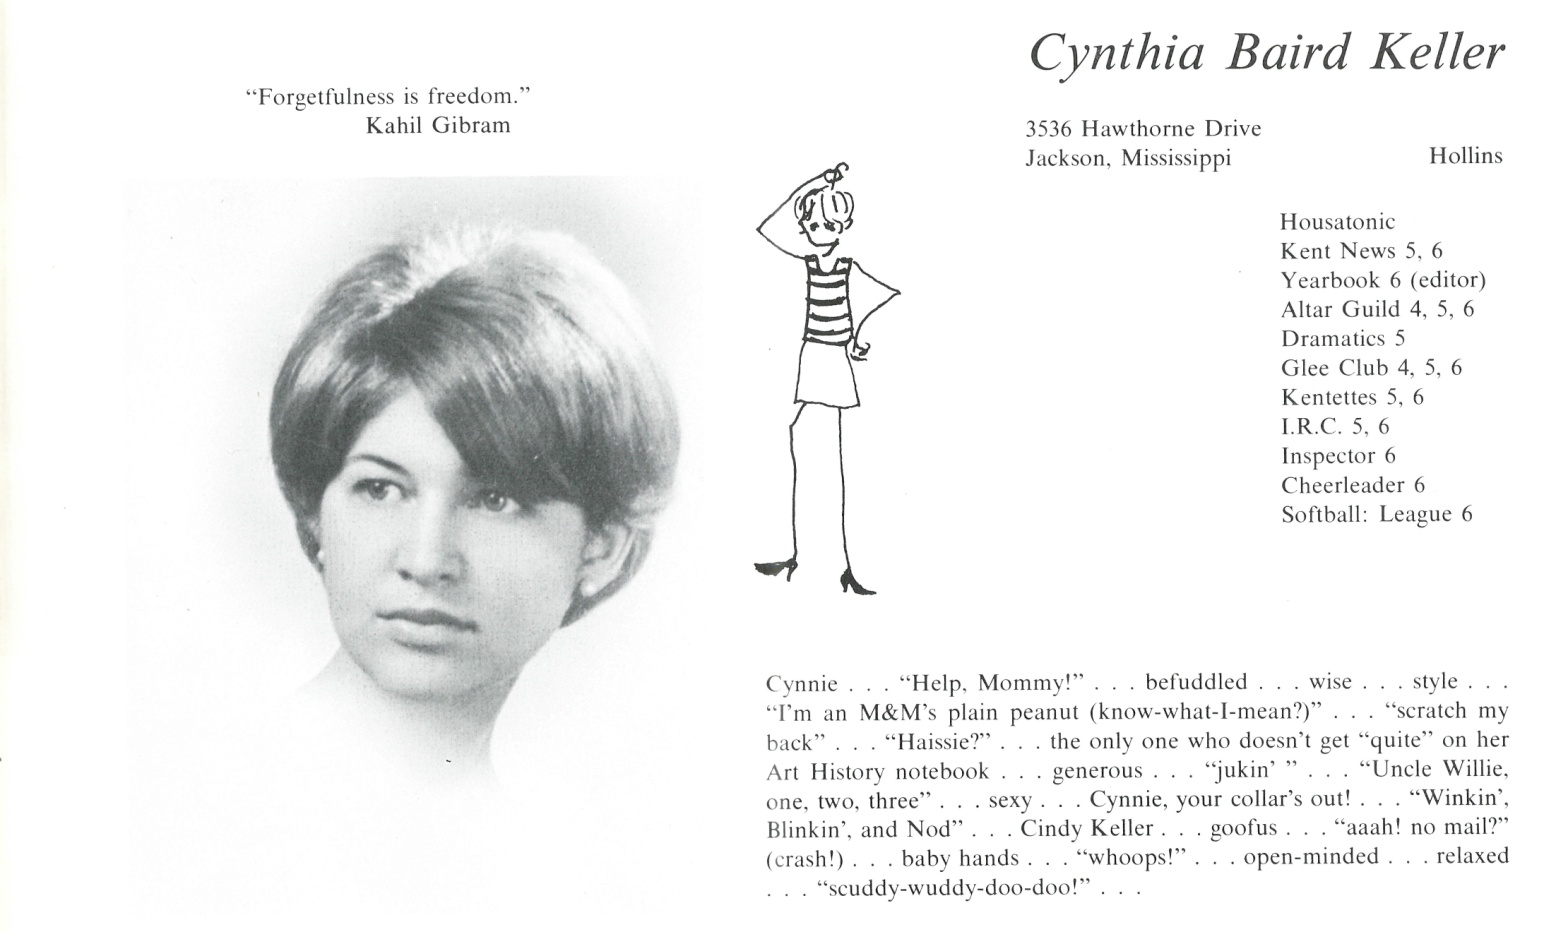 Cynthia Baird Keller
“Forgetfulness is freedom.”
Kahil Gibram
3536 Hawthorne Drive
Jackson, Mississippi
Hollins
Housatonic
Kent News 5, 6
Yearbook 6 (editor)
Altar Guild 4, 5, 6
Dramatics 5
Glee Club 4, 5, 6
Kentettes 5, 6
I.R.C. 5, 6
Inspector 6
Cheerleader 6
Softball: League 6
Cynnie . . . “Help, Mommy!” . . . befuddled . . . wise . . . style . . .
“I’m an M&M’s plain peanut (know-what-I-mean?)” . . . “scratch my
back” . . . “Haissie?” . . . the only one who doesn’t get “quite” on her
Art History notebook . . . generous . . . “jukin’ ” . . . “Uncle Willie,
one, two, three” . . . sexy . . . Cynnie, your collar’s out! . . . “Winkin’,
Blinkin’, and Nod” . . . Cindy Keller . . . goofus . . . “aaah! no mail?”
(crash!) . . . baby hands . . . “whoops!” . . . open-minded . . . relaxed
. . . “scuddy-wuddy-doo-doo!” . . .